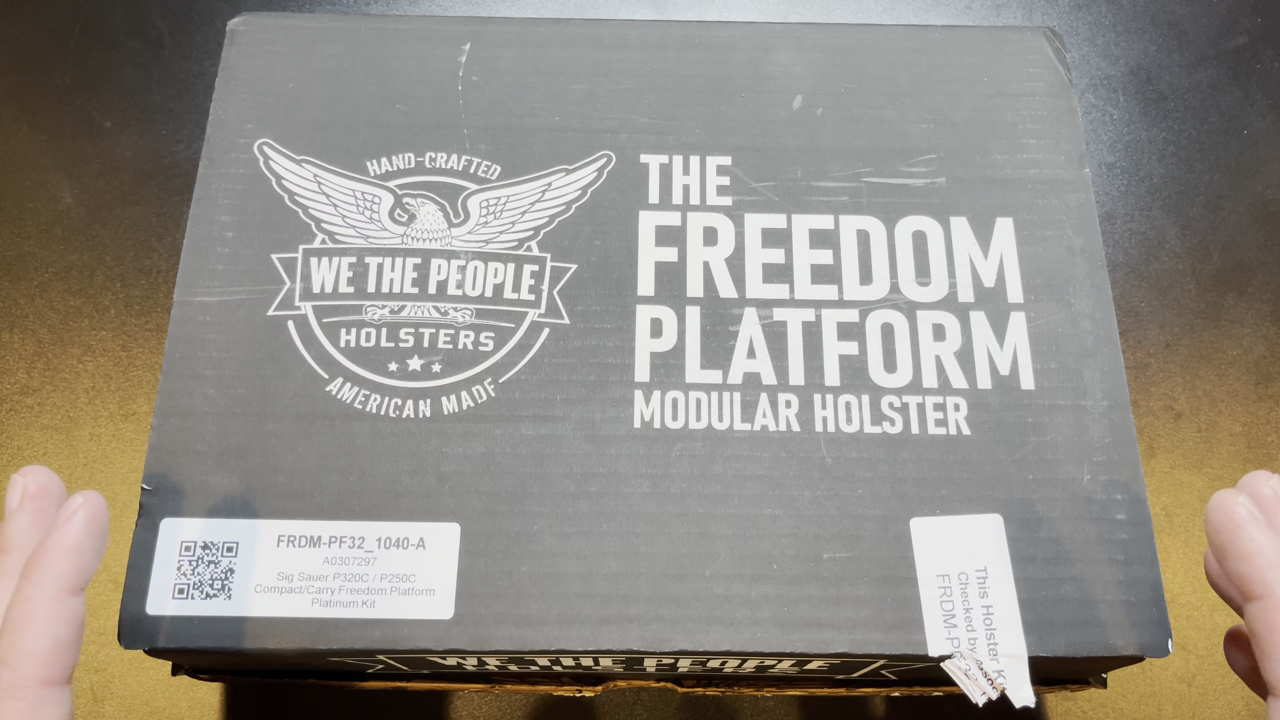 HAND-CRAFTED
WE THE PEOPLE
HOLSTERS
AMERICAN MADE
THE
FREEDOM
PLATFORM
MODULAR HOLSTER
FRDM-PF32_1040-A
A0307297
Sig Sauer P320C / P250C
Compact/Carry Freedom Platform
Platinum Kit
This Holster
Checked by
WE THE PEOPLE